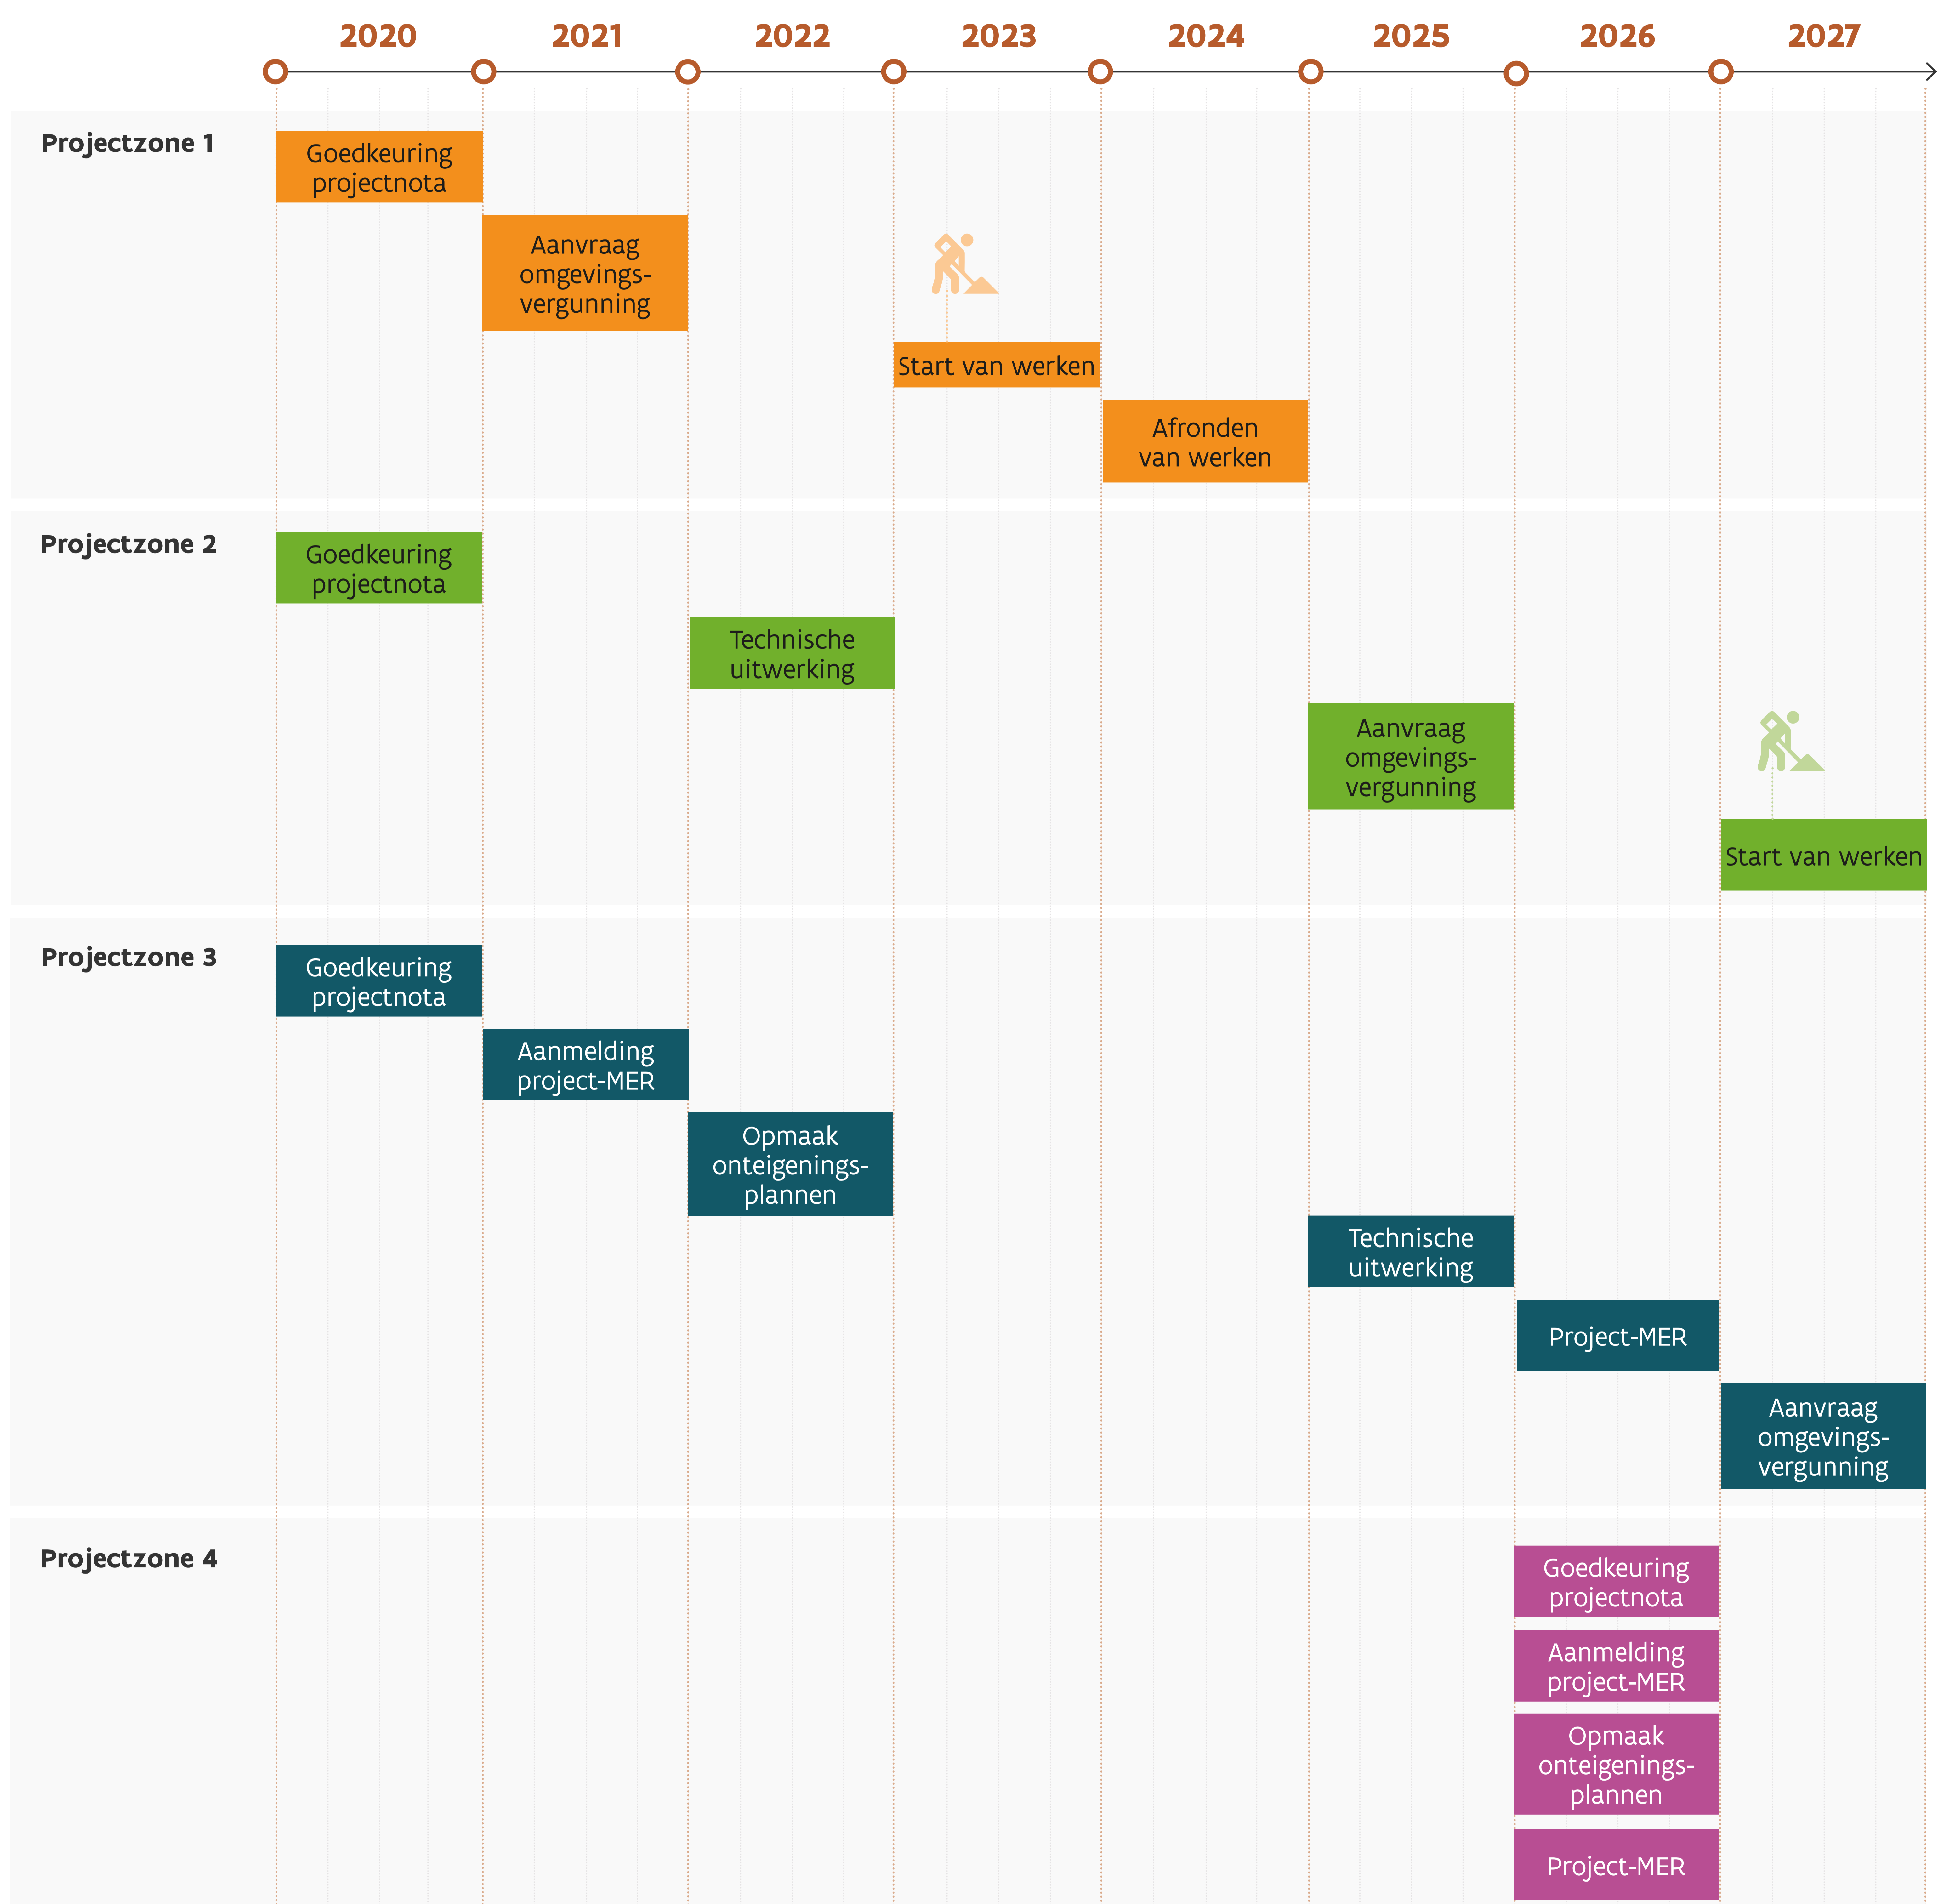 2020 2021 2022 2023 2024 2025 2026 2027
Projectzone 1
Goedkeuring
projectnota
Aanvraag
omgevings-
vergunning
Start van werken
Afronden
van werken
Projectzone 2
Goedkeuring
projectnota
Technische
uitwerking
Aanvraag
omgevings-
vergunning
Start van werken
Projectzone 3
Goedkeuring
projectnota
Aanmelding
project-MER
Opmaak
onteigenings-
plannen
Technische
uitwerking
Project-MER
Aanvraag
omgevings-
vergunning
Projectzone 4
Goedkeuring
projectnota
Aanmelding
project-MER
Opmaak
onteigenings-
plannen
Project-MER